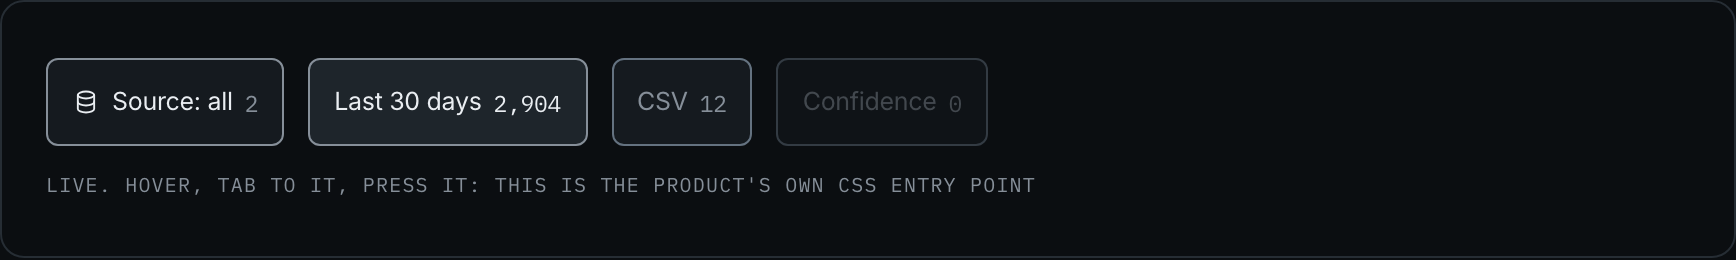 Source: all 2 Last 30 days 2,904 CSV 12 Confidence 0
LIVE. HOVER, TAB TO IT, PRESS IT: THIS IS THE PRODUCT'S OWN CSS ENTRY POINT